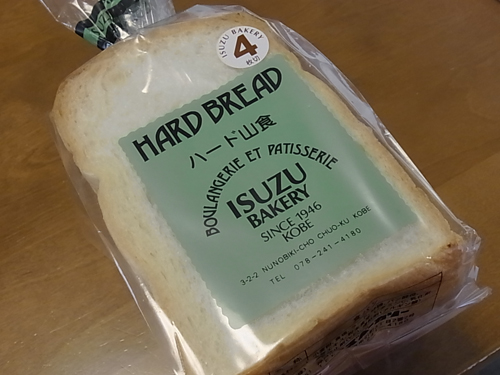 ISUZU BAKERY
4
枚切
HARD BREAD
ハード山食
BOULANGERIE ET PATISSERIE
ISUZU
BAKERY
SINCE 1946
KOBE
3-2-2 NUNOBIKI-CHO CHUO-KU KOBE
TEL 078-241-4180